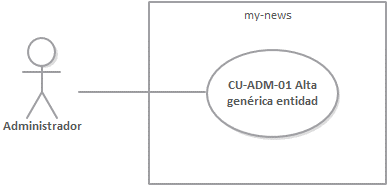 my-news
CU-ADM-01 Alta
genérica entidad
Administrador